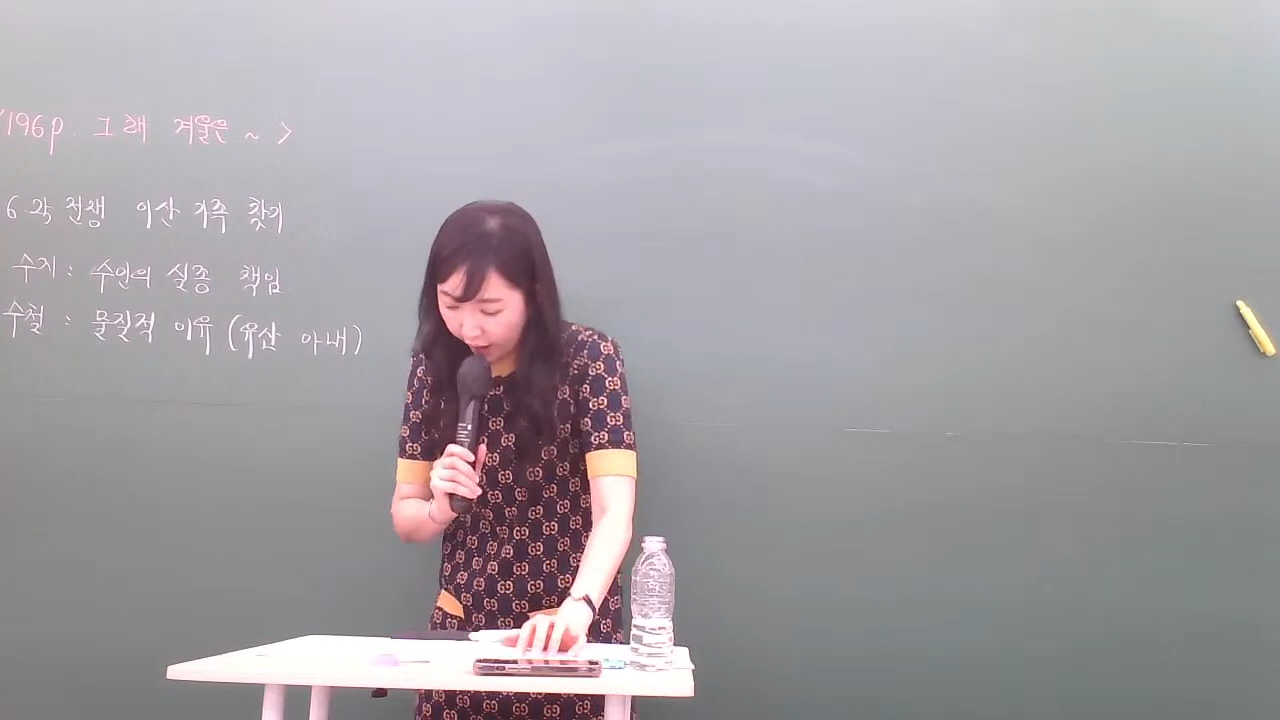 196p. 그 해 겨울은 ~ >
6.25 전쟁 이산 가족 찾기
수지 : 수인의 실종 책임
수철 : 물질적 이유 (유산 아내)